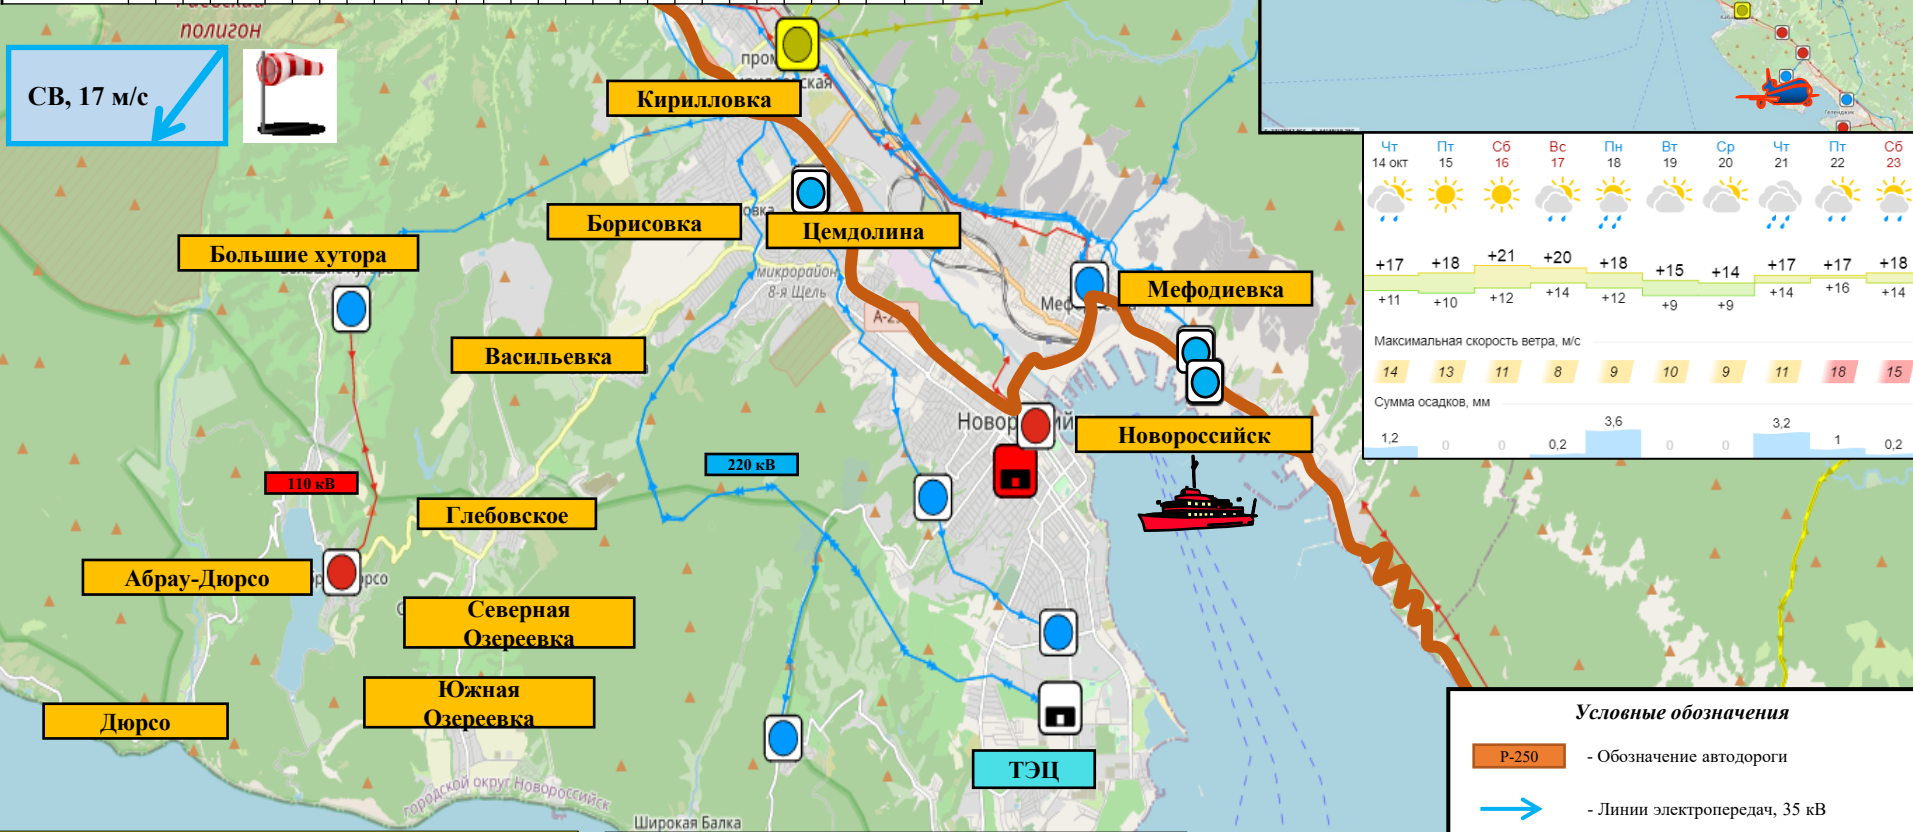 полигон
СВ, 17 м/с
Кирилловка
Борисовка
Цемдолина
Большие хутора
микрорайон
8-я Щель
Мефодиевка
Васильевка
Новороссийск
220 кВ
110 кВ
Глебовское
Абрау-Дюрсо
Северная
Озереевка
Южная
Озереевка
Дюрсо
ТЭЦ
городской округ Новороссийск
Широкая Балка
Чт Пт Сб Вс Пн Вт Ср Чт Пт Сб
14 окт 15 16 17 18 19 20 21 22 23
+17 +18 +21 +20 +18 +15 +14 +17 +17 +18
+11 +10 +12 +14 +12 +9 +9 +14 +16 +14
Максимальная скорость ветра, м/с
14 13 11 8 9 10 9 11 18 15
Сумма осадков, мм
1,2 0 0 0,2 3,6 0 0 3,2 1 0,2
Условные обозначения
Р-250 - Обозначение автодороги
- Линии электропередач, 35 кВ